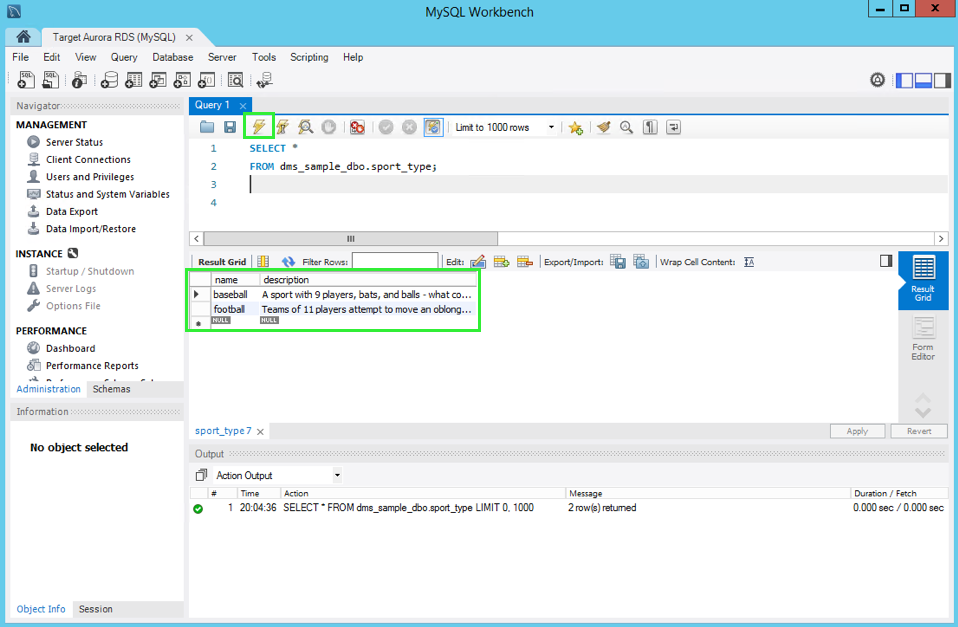 MySQL Workbench
Target Aurora RDS (MySQL)
File Edit View Query Database Server Tools Scripting Help
Navigator
MANAGEMENT
Server Status
Client Connections
Users and Privileges
Status and System Variables
Data Export
Data Import/Restore
INSTANCE
Startup / Shutdown
Server Logs
Options File
PERFORMANCE
Dashboard
Performance Reports
Administration Schemas
Information
No object selected
Object Info Session
Query 1
Limit to 1000 rows
1 SELECT *
2 FROM dms_sample_dbo.sport_type;
3
4
Result Grid Filter Rows: Edit: Export/Import: Wrap Cell Content: IA
name description
baseball A sport with 9 players, bats, and balls - what co...
football Teams of 11 players attempt to move an oblong...
NULL NULL
Result
Grid
Form
Editor
sport_type 7
Apply Revert
Output
Action Output
# Time Action Message Duration / Fetch
1 20:04:36 SELECT * FROM dms_sample_dbo.sport_type LIMIT 0, 1000 2 row(s) returned 0.000 sec / 0.000 sec